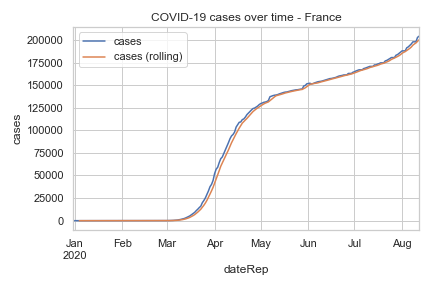 COVID-19 cases over time - France
cases
cases (rolling)
200000
175000
150000
125000
100000
75000
50000
25000
0
cases
Jan Feb Mar Apr May Jun Jul Aug
2020
dateRep